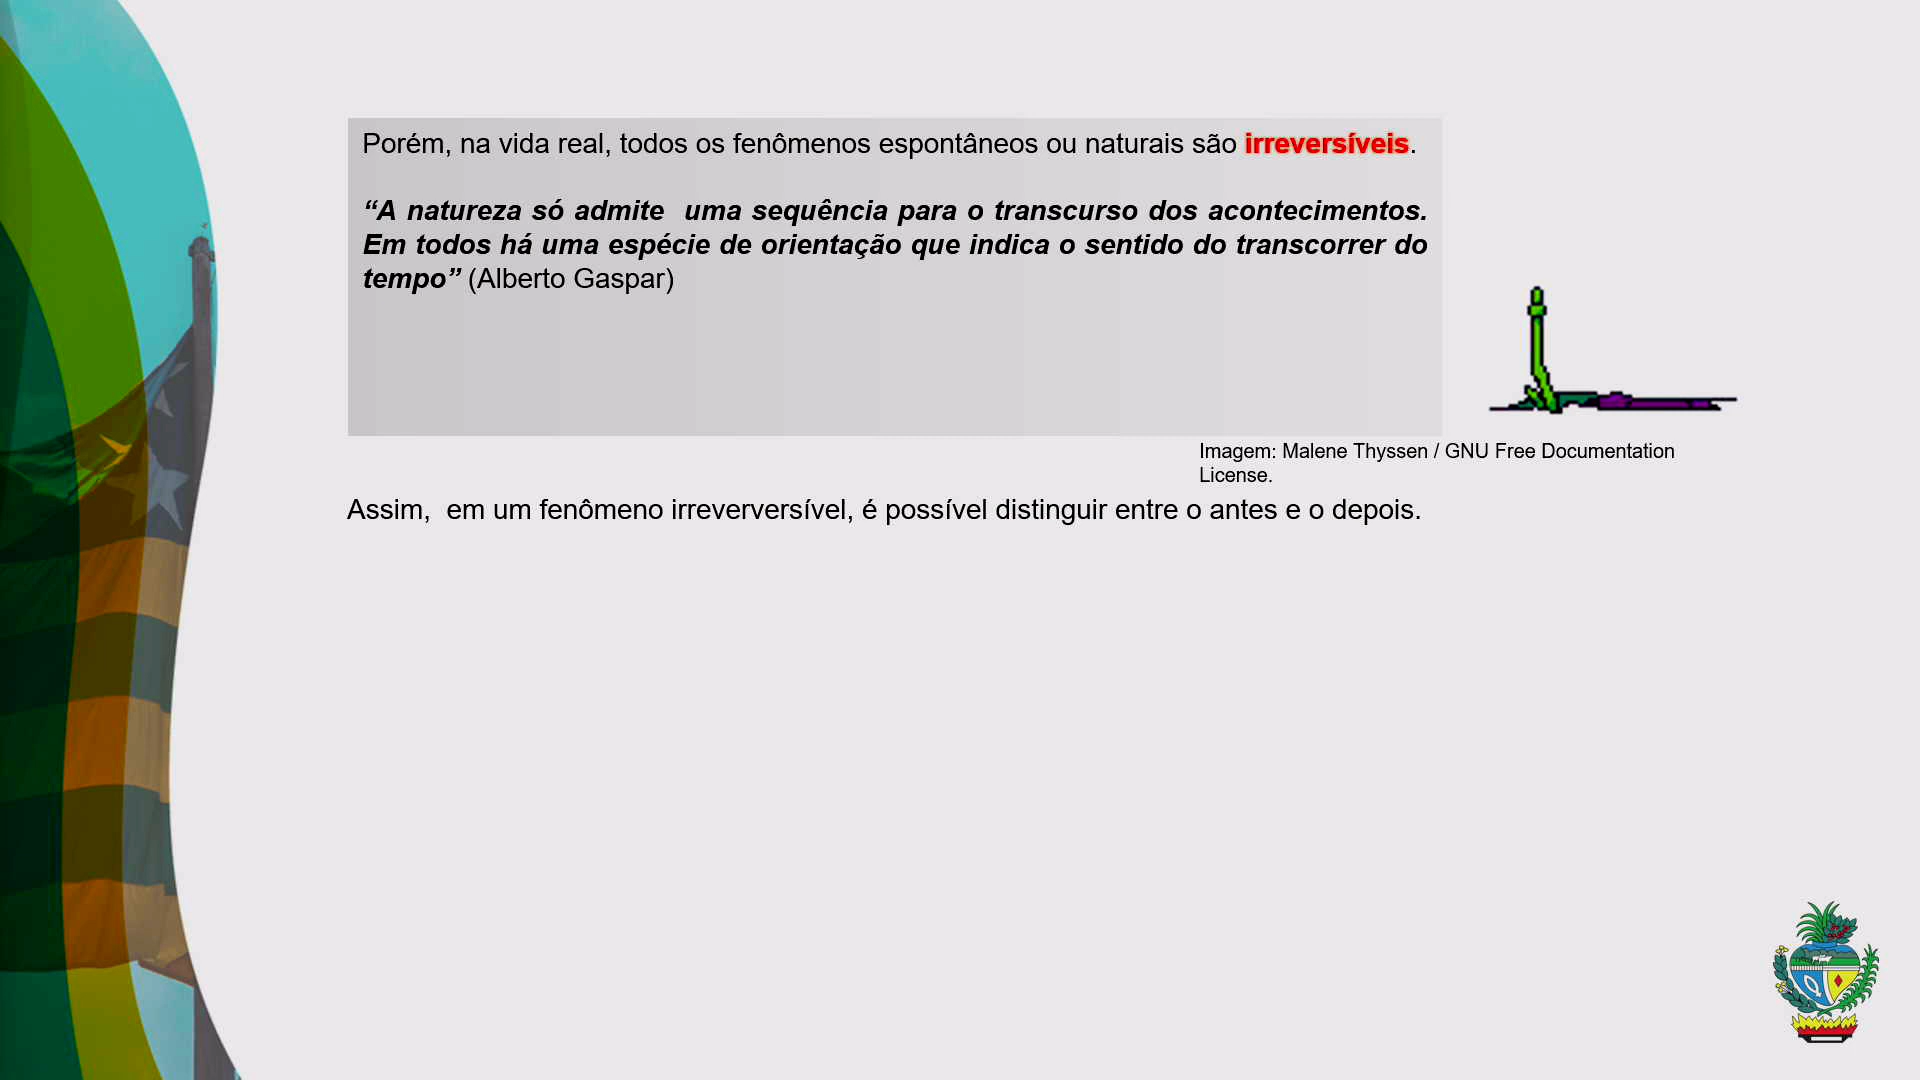 Porém, na vida real, todos os fenômenos espontâneos ou naturais são irreversíveis.
“A natureza só admite  uma sequência para o transcurso dos acontecimentos.
Em todos há uma espécie de orientação que indica o sentido do transcorrer do
tempo” (Alberto Gaspar)
Imagem: Malene Thyssen / GNU Free Documentation
License.
Assim,  em um fenômeno irreverversível, é possível distinguir entre o antes e o depois.